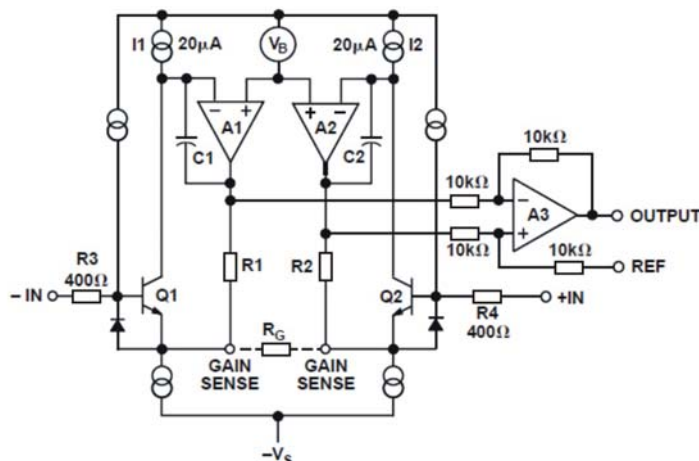 I1
20μA
VB
20μA
I2
A1
A2
C1
C2
10kΩ
10kΩ
A3
OUTPUT
10kΩ
10kΩ
REF
R3
400Ω
– IN
Q1
R1
R2
Q2
+IN
R4
400Ω
RG
GAIN
SENSE
GAIN
SENSE
–VS
− +
+ −
−
+